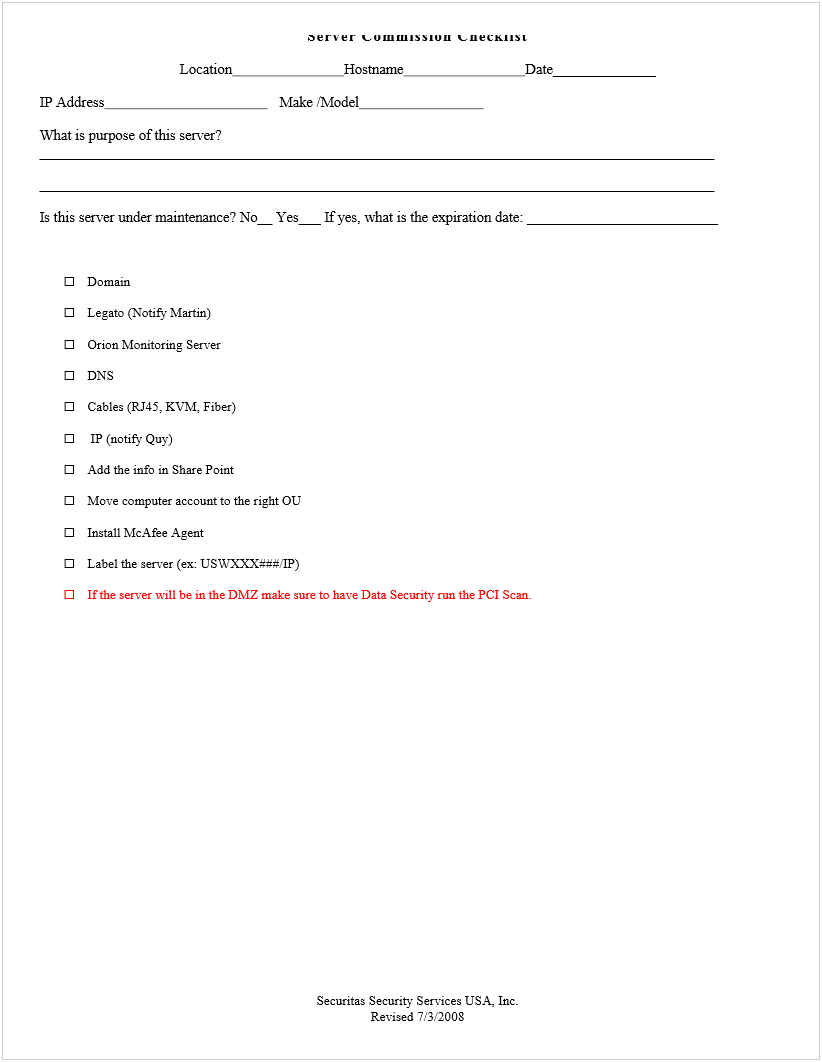 Server Commission Checklist
Location_______________Hostname________________Date______________
IP Address______________________ Make /Model_________________
What is purpose of this server?
Is this server under maintenance? No__ Yes___ If yes, what is the expiration date: __________________________
☐ Domain
☐ Legato (Notify Martin)
☐ Orion Monitoring Server
☐ DNS
☐ Cables (RJ45, KVM, Fiber)
☐ IP (notify Quy)
☐ Add the info in Share Point
☐ Move computer account to the right OU
☐ Install McAfee Agent
☐ Label the server (ex: USWXXX###/IP)
☐ If the server will be in the DMZ make sure to have Data Security run the PCI Scan.
Securitas Security Services USA, Inc.
Revised 7/3/2008